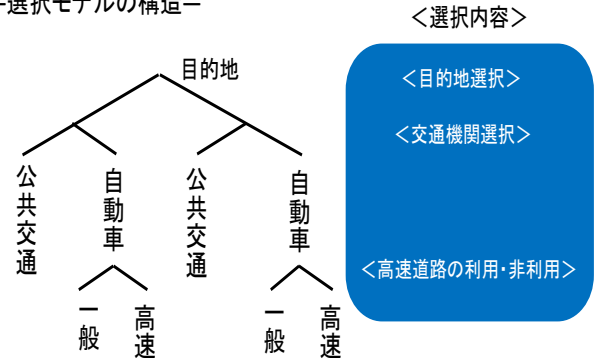 -選択モデルの構造-
<選択内容>
目的地
<目的地選択>
<交通機関選択>
公共交通
自動車
公共交通
自動車
<高速道路の利用・非利用>
一般
高速
一般
高速